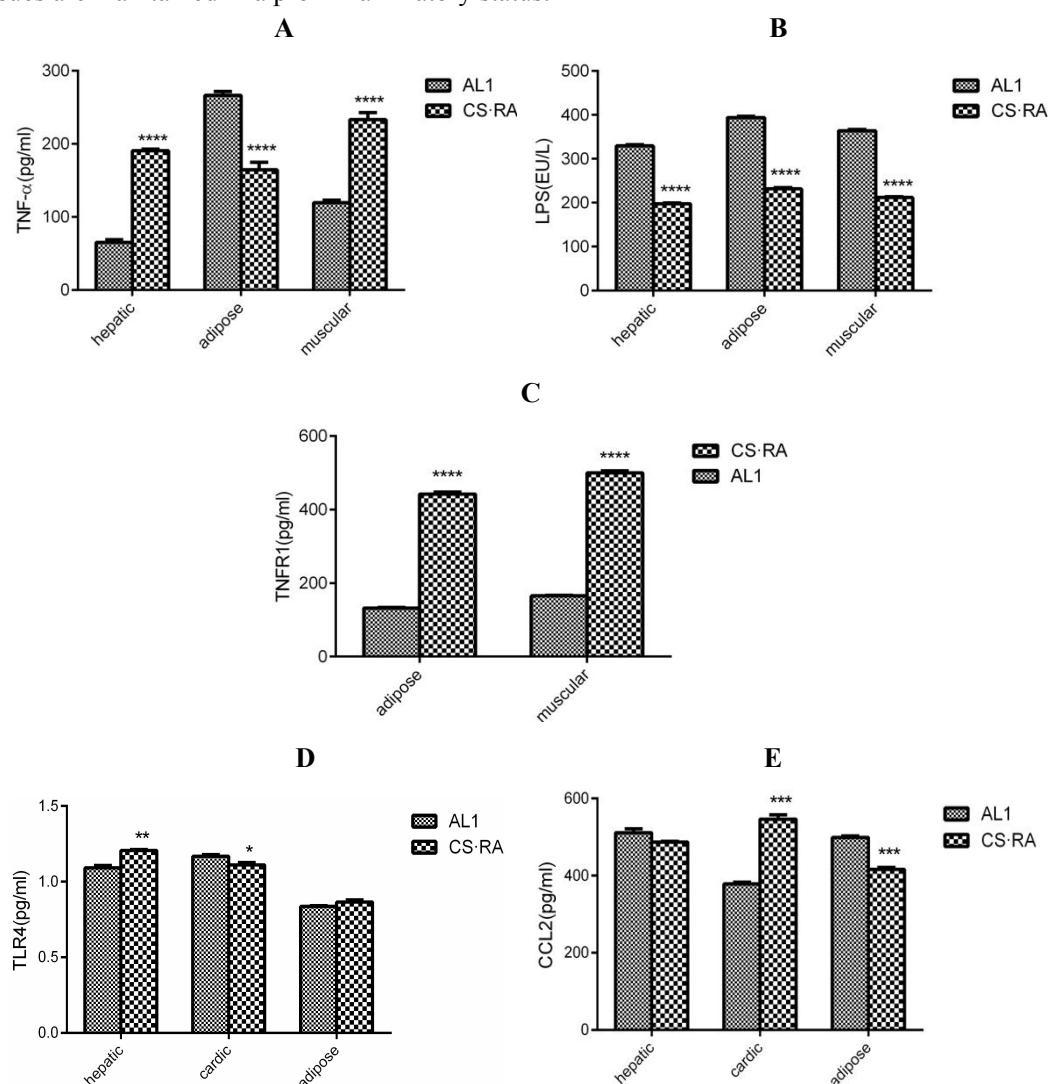 A
B
TNF-α(pg/ml)
300
200
100
0
****
****
****
hepatic
adipose
muscular
AL1
CS·RA
LPS(EU/L)
500
400
300
200
100
0
****
****
****
hepatic
adipose
muscular
AL1
CS·RA
C
TNFR1(pg/ml)
600
400
200
0
****
****
adipose
muscular
CS·RA
AL1
D
E
TLR4(pg/ml)
1.5
1.0
0.5
0.0
**
*
hepatic
cardic
adipose
AL1
CS·RA
CCL2(pg/ml)
600
400
200
0
***
***
hepatic
cardic
adipose
AL1
CS·RA